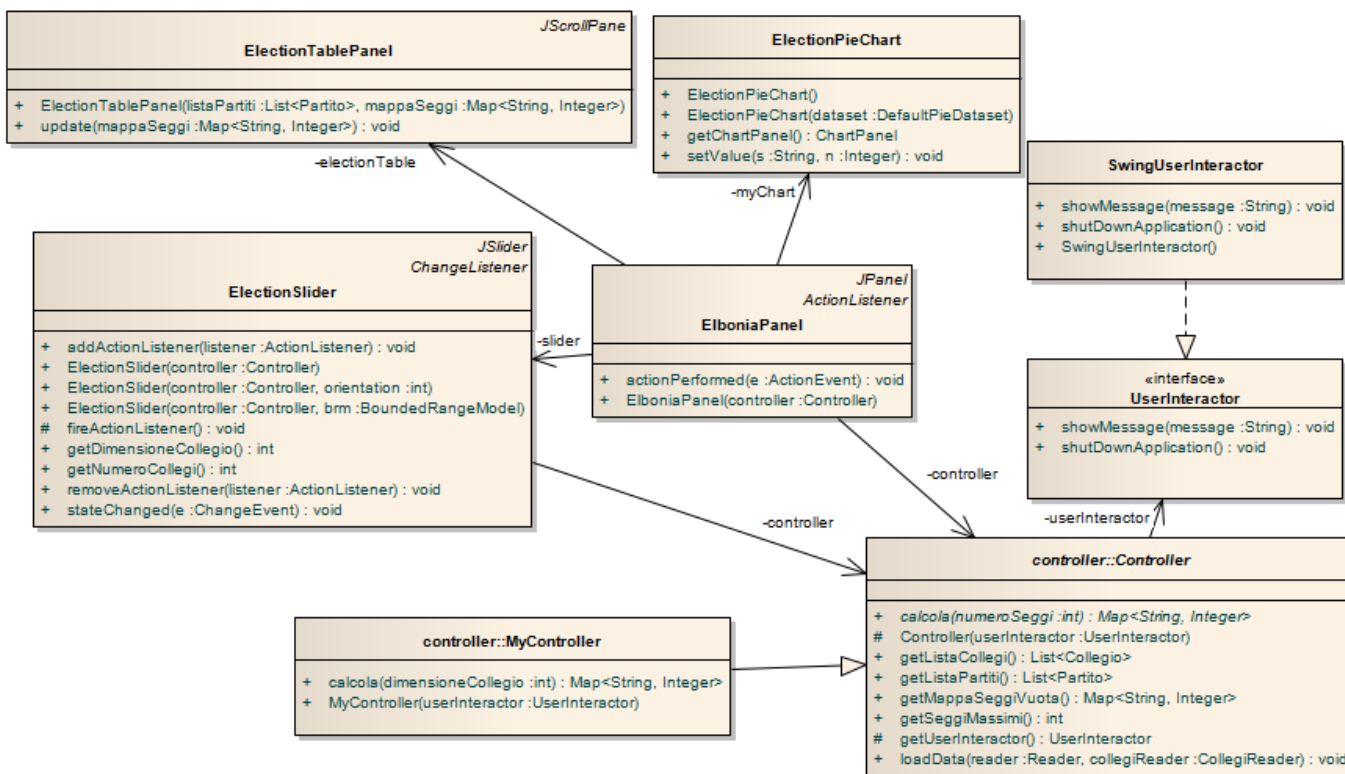 JScrollPane
ElectionTablePanel
+ ElectionTablePanel(listaPartiti :List<Partito>, mappaSeggi :Map<String, Integer>)
+ update(mappaSeggi :Map<String, Integer>) : void
ElectionPieChart
+ ElectionPieChart()
+ ElectionPieChart(dataset :DefaultPieDataset)
+ getChartPanel() : ChartPanel
+ setValue(s :String, n :Integer) : void
-electionTable
-myChart
SwingUserInteractor
+ showMessage(message :String) : void
+ shutDownApplication() : void
+ SwingUserInteractor()
JSlider
ChangeListener
ElectionSlider
+ addActionListener(listener :ActionListener) : void
+ ElectionSlider(controller :Controller)
+ ElectionSlider(controller :Controller, orientation :int)
+ ElectionSlider(controller :Controller, brm :BoundedRangeModel)
# fireActionListener() : void
+ getDimensioneCollegio() : int
+ getNumeroCollegi() : int
+ removeActionListener(listener :ActionListener) : void
+ stateChanged(e :ChangeEvent) : void
-slider
JPanel
ActionListener
ElboniaPanel
+ actionPerformed(e :ActionEvent) : void
+ ElboniaPanel(controller :Controller)
«interface»
UserInteractor
+ showMessage(message :String) : void
+ shutDownApplication() : void
-controller
-controller
-userInteractor
controller::Controller
+ calcola(numeroSeggi :int) : Map<String, Integer>
# Controller(userInteractor :UserInteractor)
+ getListaCollegi() : List<Collegio>
+ getListaPartiti() : List<Partito>
+ getMappaSeggiVuota() : Map<String, Integer>
+ getSeggiMassimi() : int
# getUserInteractor() : UserInteractor
+ loadData(reader :Reader, collegiReader :CollegiReader) : void
controller::MyController
+ calcola(dimensioneCollegio :int) : Map<String, Integer>
+ MyController(userInteractor :UserInteractor)